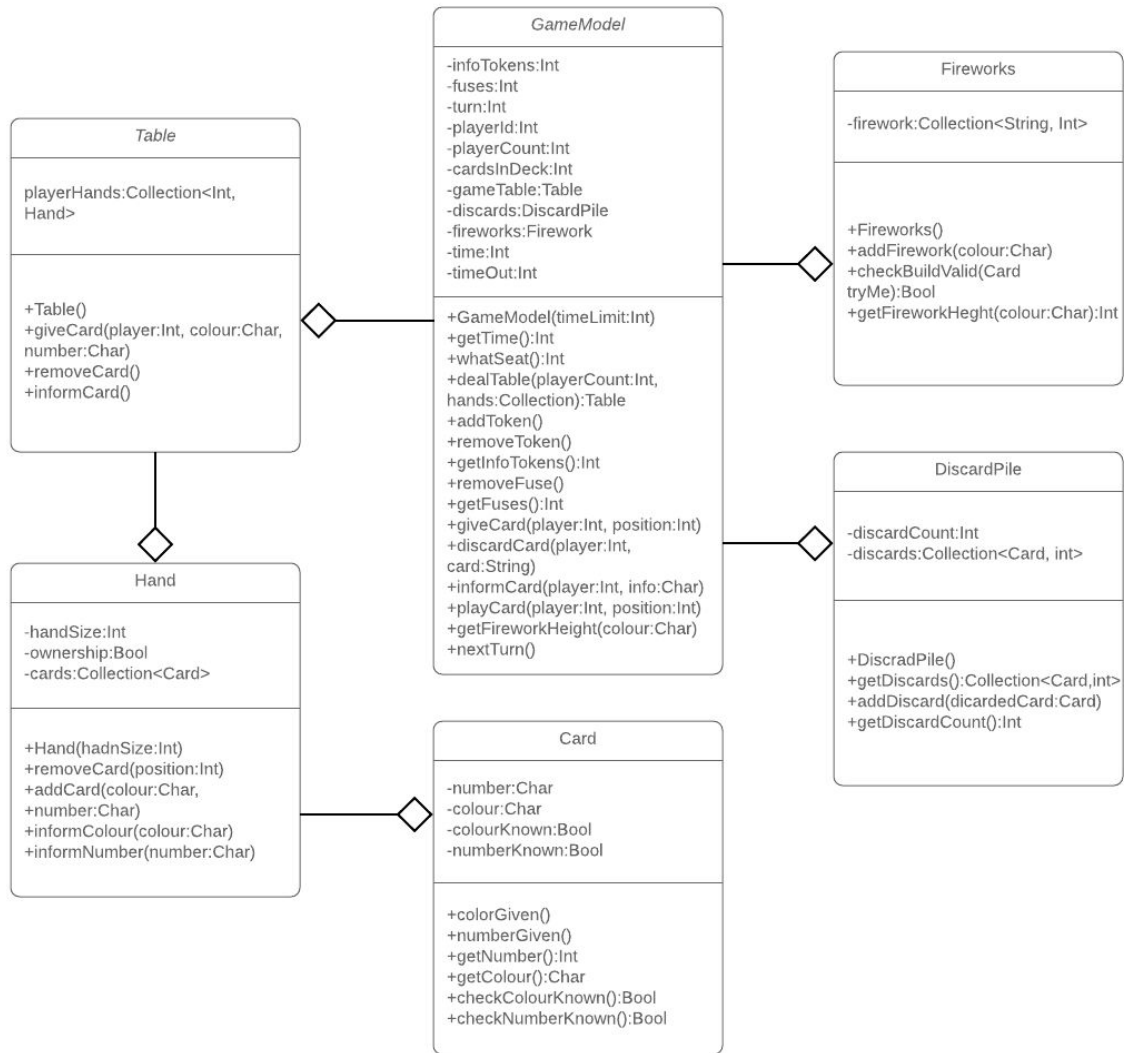 GameModel
-infoTokens:Int
-fuses:Int
-turn:Int
-playerId:Int
-playerCount:Int
-cardsInDeck:Int
-gameTable:Table
-discards:DiscardPile
-fireworks:Firework
-time:Int
-timeOut:Int
+GameModel(timeLimit:Int)
+getTime():Int
+whatSeat():Int
+dealTable(playerCount:Int,
hands:Collection):Table
+addToken()
+removeToken()
+getInfoTokens():Int
+removeFuse()
+getFuses():Int
+giveCard(player:Int, position:Int)
+discardCard(player:Int,
card:String)
+informCard(player:Int, info:Char)
+playCard(player:Int, position:Int)
+getFireworkHeight(colour:Char)
+nextTurn()
Fireworks
-firework:Collection<String, Int>
+Fireworks()
+addFirework(colour:Char)
+checkBuildValid(Card
tryMe):Bool
+getFireworkHeght(colour:Char):Int
Table
playerHands:Collection<Int,
Hand>
+Table()
+giveCard(player:Int, colour:Char,
number:Char)
+removeCard()
+informCard()
DiscardPile
-discardCount:Int
-discards:Collection<Card, int>
+DiscradPile()
+getDiscards():Collection<Card,int>
+addDiscard(dicardedCard:Card)
+getDiscardCount():Int
Hand
-handSize:Int
-ownership:Bool
-cards:Collection<Card>
+Hand(hadnSize:Int)
+removeCard(position:Int)
+addCard(colour:Char,
+number:Char)
+informColour(colour:Char)
+informNumber(number:Char)
Card
-number:Char
-colour:Char
-colourKnown:Bool
-numberKnown:Bool
+colorGiven()
+numberGiven()
+getNumber():Int
+getColour():Char
+checkColourKnown():Bool
+checkNumberKnown():Bool